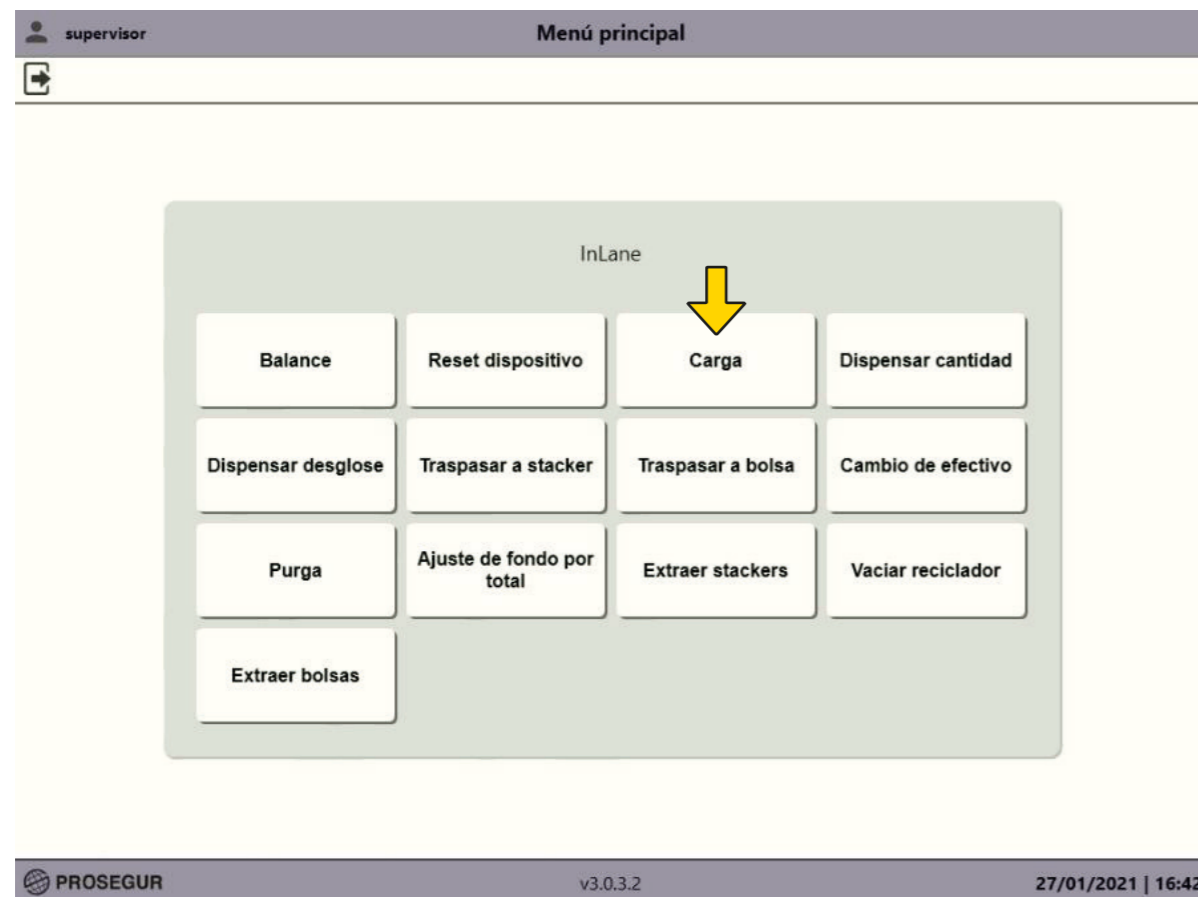 supervisor
Menú principal
InLane
Balance
Reset dispositivo
Carga
Dispensar cantidad
Dispensar desglose
Traspasar a stacker
Traspasar a bolsa
Cambio de efectivo
Purga
Ajuste de fondo por
total
Extraer stackers
Vaciar reciclador
Extraer bolsas
PROSEGUR
v3.0.3.2
27/01/2021 | 16:42